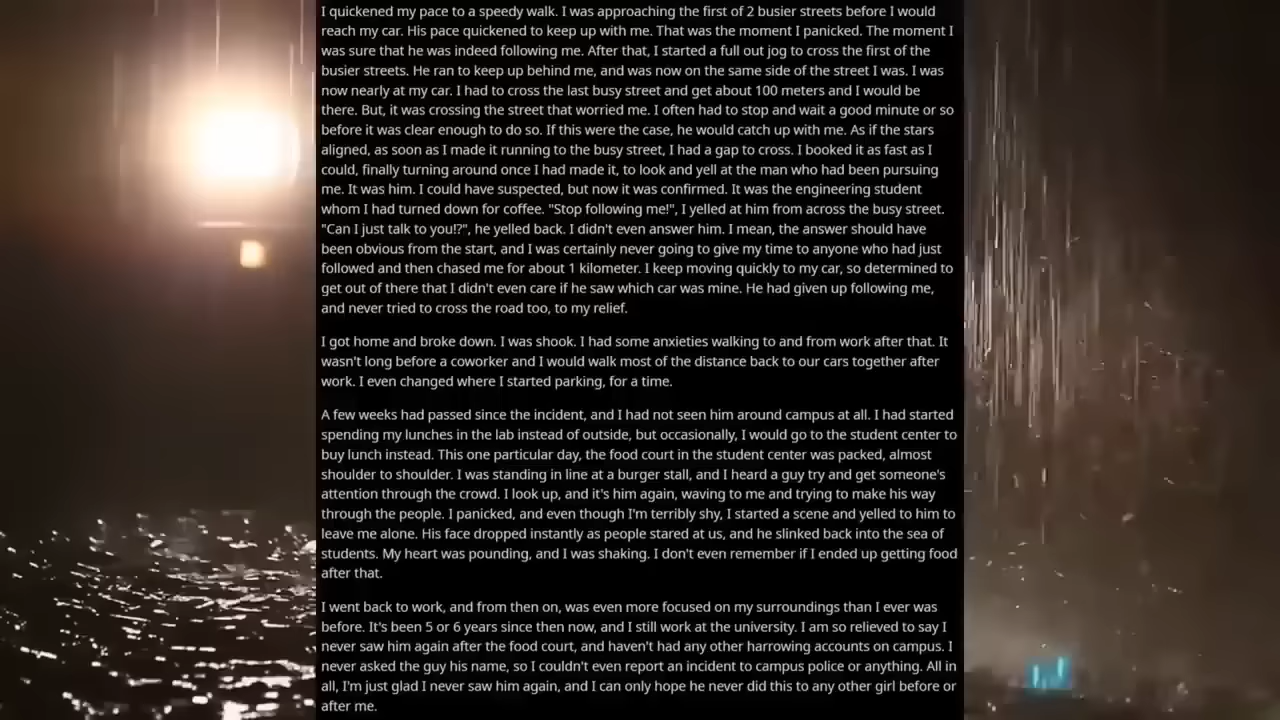 I quickened my pace to a speedy walk. I was approaching the first of 2 busier streets before I would
reach my car. His pace quickened to keep up with me. That was the moment I panicked. The moment I
was sure that he was indeed following me. After that, I started a full out jog to cross the first of the
busier streets. He ran to keep up behind me, and was now on the same side of the street I was. I was
now nearly at my car. I had to cross the last busy street and get about 100 meters and I would be
there. But, it was crossing the street that worried me. I often had to stop and wait a good minute or so
before it was clear enough to do so. If this were the case, he would catch up with me. As if the stars
aligned, as soon as I made it running to the busy street, I had a gap to cross. I booked it as fast as I
could, finally turning around once I had made it, to look and yell at the man who had been pursuing
me. It was him. I could have suspected, but now it was confirmed. It was the engineering student
whom I had turned down for coffee. "Stop following me!", I yelled at him from across the busy street.
"Can I just talk to you!?", he yelled back. I didn't even answer him. I mean, the answer should have
been obvious from the start, and I was certainly never going to give my time to anyone who had just
followed and then chased me for about 1 kilometer. I keep moving quickly to my car, so determined to
get out of there that I didn't even care if he saw which car was mine. He had given up following me,
and never tried to cross the road too, to my relief.
I got home and broke down. I was shook. I had some anxieties walking to and from work after that. It
wasn't long before a coworker and I would walk most of the distance back to our cars together after
work. I even changed where I started parking, for a time.
A few weeks had passed since the incident, and I had not seen him around campus at all. I had started
spending my lunches in the lab instead of outside, but occasionally, I would go to the student center to
buy lunch instead. This one particular day, the food court in the student center was packed, almost
shoulder to shoulder. I was standing in line at a burger stall, and I heard a guy try and get someone's
attention through the crowd. I look up, and it's him again, waving to me and trying to make his way
through the people. I panicked, and even though I'm terribly shy, I started a scene and yelled to him to
leave me alone. His face dropped instantly as people stared at us, and he slinked back into the sea of
students. My heart was pounding, and I was shaking. I don't even remember if I ended up getting food
after that.
I went back to work, and from then on, was even more focused on my surroundings than I ever was
before. It's been 5 or 6 years since then now, and I still work at the university. I am so relieved to say I
never saw him again after the food court, and haven't had any other harrowing accounts on campus. I
never asked the guy his name, so I couldn't even report an incident to campus police or anything. All in
all, I'm just glad I never saw him again, and I can only hope he never did this to any other girl before or
after me.